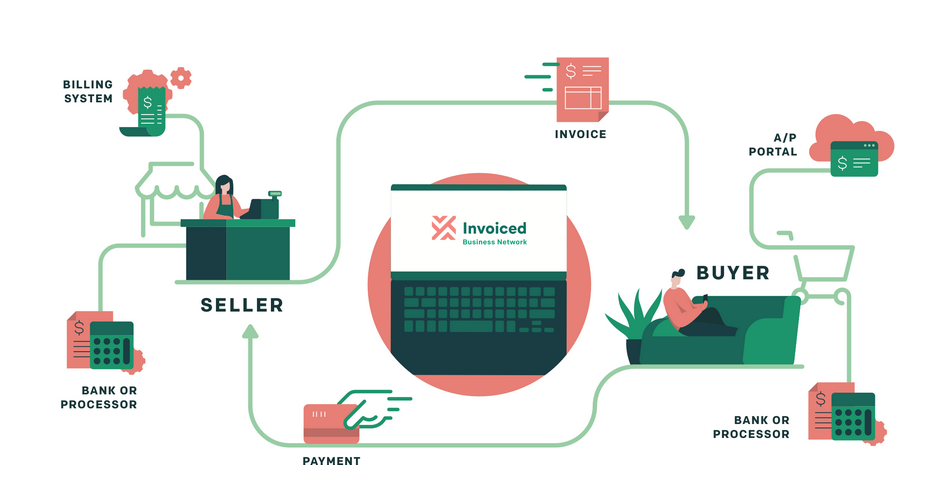 BILLING
SYSTEM
$
$
INVOICE
A/P
PORTAL
$
Invoiced
Business Network
BUYER
SELLER
$
BANK OR
PROCESSOR
$
BANK OR
PROCESSOR
PAYMENT